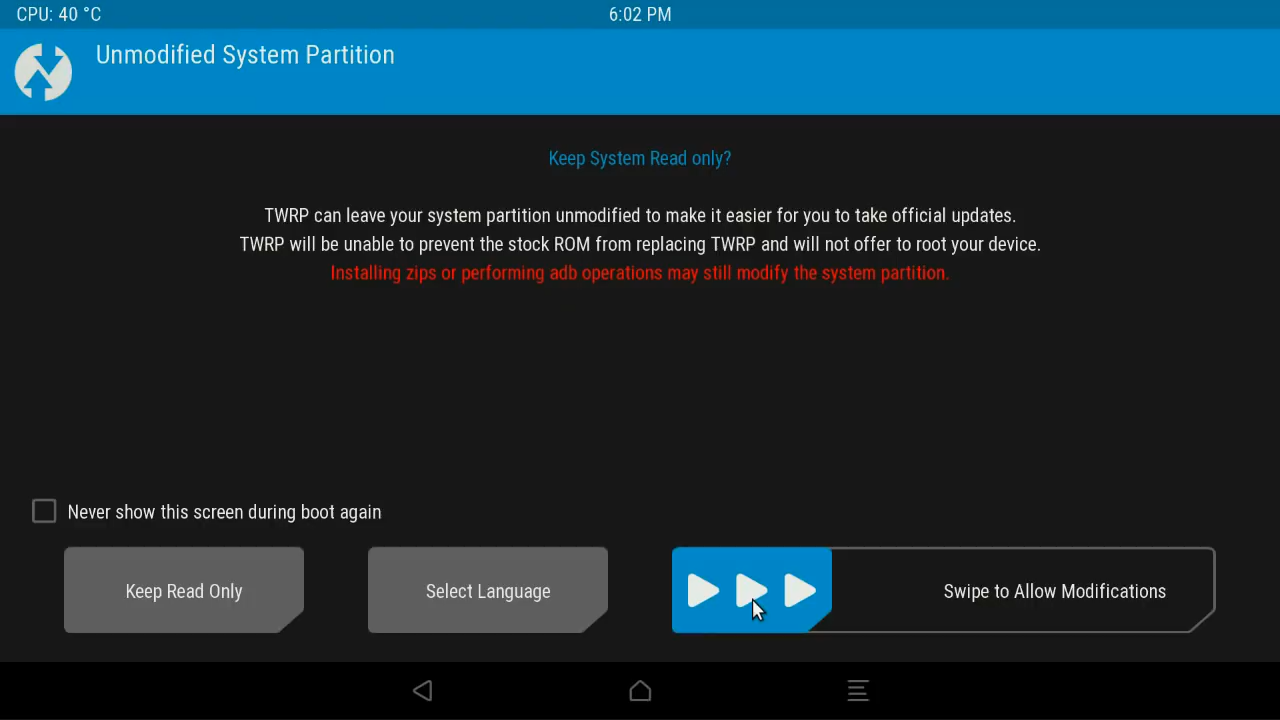 CPU: 40 °C
6:02 PM
Unmodified System Partition
Keep System Read only?
TWRP can leave your system partition unmodified to make it easier for you to take official updates.
TWRP will be unable to prevent the stock ROM from replacing TWRP and will not offer to root your device.
Installing zips or performing adb operations may still modify the system partition.
Never show this screen during boot again
Keep Read Only
Select Language
Swipe to Allow Modifications